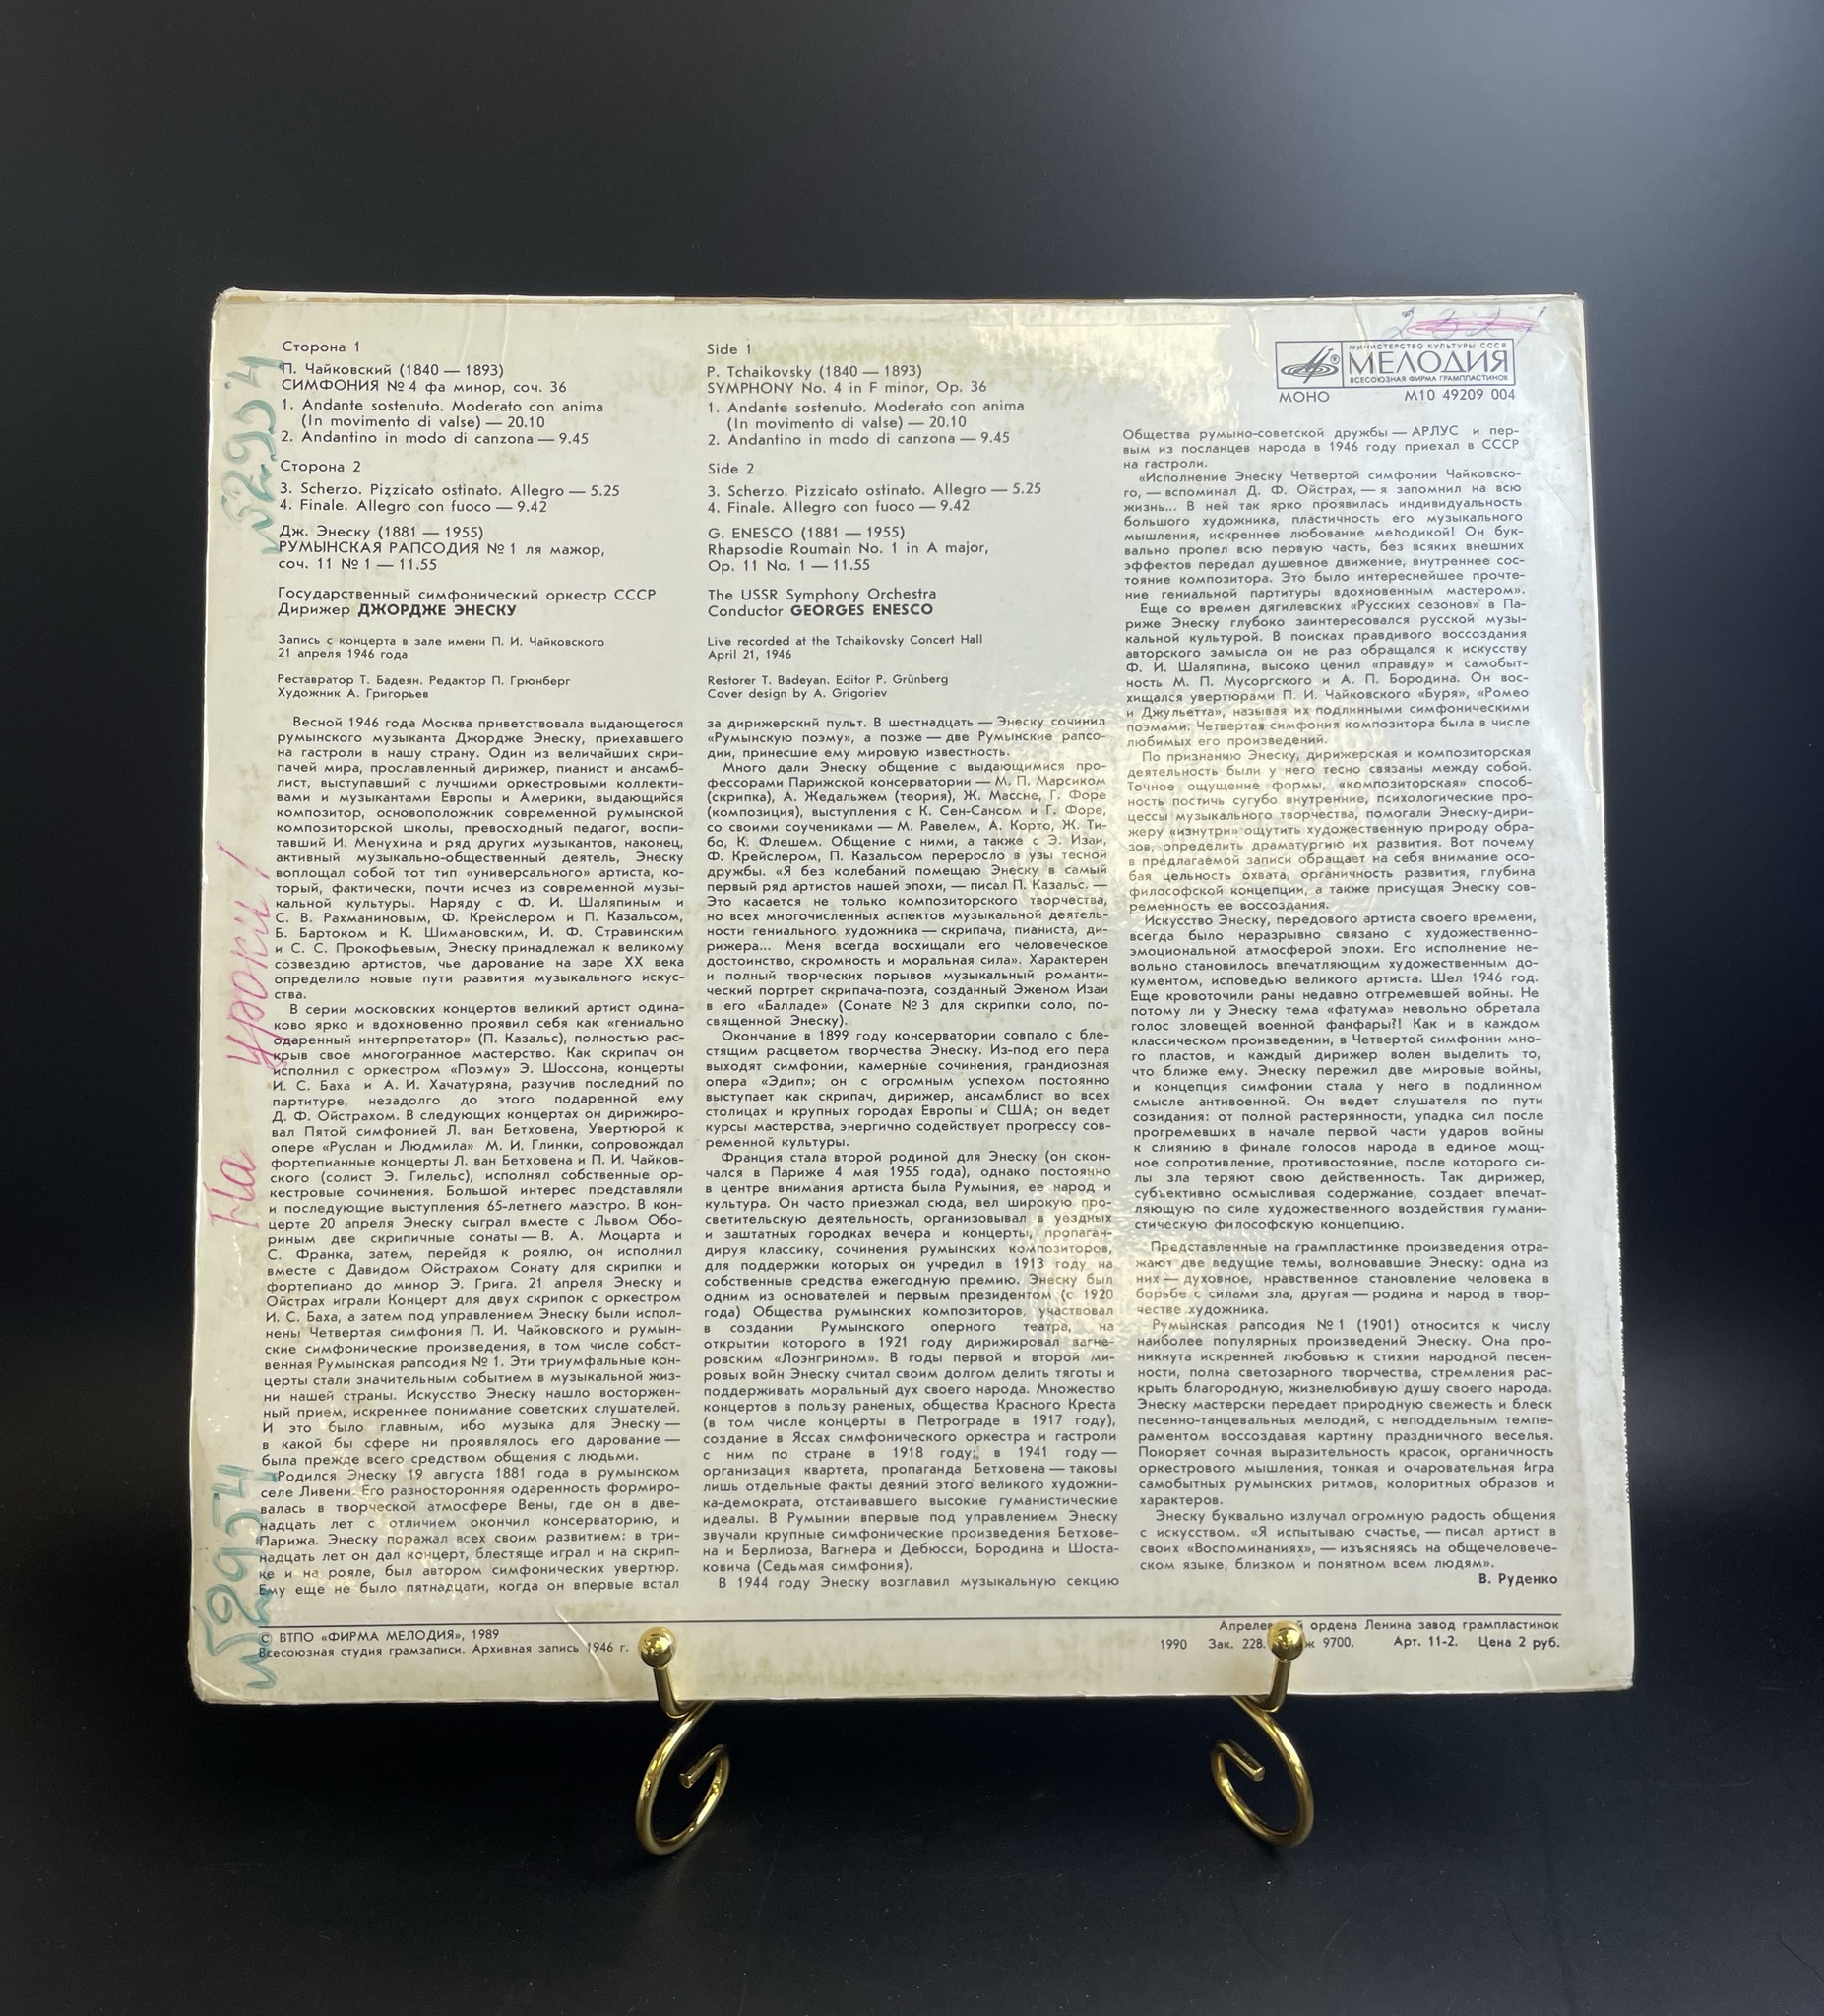 Сторона 1
П. Чайковский (1840 — 1893)
СИМФОНИЯ № 4 фа минор, соч. 36
1. Andante sostenuto. Moderato con anima
(In movimento di valse) — 20.10
2. Andantino in modo di canzona — 9.45
Сторона 2
3. Scherzo. Pizzicato ostinato. Allegro — 5.25
4. Finale. Allegro con fuoco — 9.42
Дж. Энеску (1881 — 1955)
РУМЫНСКАЯ РАПСОДИЯ № 1 ля мажор,
соч. 11 № 1 — 11.55
Государственный симфонический оркестр СССР
Дирижер ДЖОРДЖЕ ЭНЕСКУ
Запись с концерта в зале имени П. И. Чайковского
21 апреля 1946 года
Реставратор Т. Бадеян. Редактор П. Грюнберг
Художник А. Григорьев
Side 1
P. Tchaikovsky (1840 — 1893)
SYMPHONY No. 4 in F minor, Op. 36
1. Andante sostenuto. Moderato con anima
(In movimento di valse) — 20.10
2. Andantino in modo di canzona — 9.45
Side 2
3. Scherzo. Pizzicato ostinato. Allegro — 5.25
4. Finale. Allegro con fuoco — 9.42
G. ENESCO (1881 — 1955)
Rhapsodie Roumain No. 1 in A major,
Op. 11 No. 1 — 11.55
The USSR Symphony Orchestra
Conductor GEORGES ENESCO
Live recorded at the Tchaikovsky Concert Hall
April 21, 1946
Restorer T. Badeyan. Editor P. Grünberg
Cover design by A. Grigoriev
МИНИСТЕРСТВО КУЛЬТУРЫ СССР
МЕЛОДИЯ
ВСЕСОЮЗНАЯ ФИРМА ГРАМПЛАСТИНОК
МОНО М10 49209 004
Весной 1946 года Москва приветствовала выдающегося
румынского музыканта Джордже Энеску, приехавшего
на гастроли в нашу страну. Один из величайших скри-
пачей мира, прославленный дирижер, пианист и ансамб-
лист, выступавший с лучшими оркестровыми коллекти-
вами и музыкантами Европы и Америки, выдающийся
композитор, основоположник современной румынской
композиторской школы, превосходный педагог, воспи-
тавший И. Менухина и ряд других музыкантов, наконец,
активный музыкально-общественный деятель, Энеску
воплощал собой тот тип «универсального» артиста, ко-
торый, фактически, почти исчез из современной музы-
кальной культуры. Наряду с Ф. И. Шаляпиным и
С. В. Рахманиновым, Ф. Крейслером и П. Казальсом,
Б. Бартоком и К. Шимановским, И. Ф. Стравинским
и С. С. Прокофьевым, Энеску принадлежал к великому
созвездию артистов, чье дарование на заре XX века
определило новые пути развития музыкального искус-
ства.
В серии московских концертов великий артист одина-
ково ярко и вдохновенно проявил себя как «гениально
одаренный интерпретатор» (П. Казальс), полностью рас-
крыв свое многогранное мастерство. Как скрипач он
исполнил с оркестром «Поэму» Э. Шоссона, концерты
И. С. Баха и А. И. Хачатуряна, разучив последний по
партитуре, незадолго до этого подаренной ему
Д. Ф. Ойстрахом. В следующих концертах он дирижиро-
вал Пятой симфонией Л. ван Бетховена, Увертюрой к
опере «Руслан и Людмила» М. И. Глинки, сопровождал
фортепианные концерты Л. ван Бетховена и П. И. Чайков-
ского (солист Э. Гилельс), исполнял собственные ор-
кестровые сочинения. Большой интерес представляли
и последующие выступления 65-летнего маэстро. В кон-
церте 20 апреля Энеску сыграл вместе с Львом Обо-
риным две скрипичные сонаты — В. А. Моцарта и
С. Франка, затем, перейдя к роялю, он исполнил
вместе с Давидом Ойстрахом Сонату для скрипки и
фортепиано до минор Э. Грига. 21 апреля Энеску и
Ойстрах играли Концерт для двух скрипок с оркестром
И. С. Баха, а затем под управлением Энеску были испол-
нены Четвертая симфония П. И. Чайковского и румын-
ские симфонические произведения, в том числе собст-
венная Румынская рапсодия № 1. Эти триумфальные кон-
церты стали значительным событием в музыкальной жиз-
ни нашей страны. Искусство Энеску нашло восторжен-
ный прием, искреннее понимание советских слушателей.
И это было главным, ибо музыка для Энеску —
в какой бы сфере ни проявлялось его дарование —
была прежде всего средством общения с людьми.
Родился Энеску 19 августа 1881 года в румынском
селе Ливени. Его разносторонняя одаренность формиро-
валась в творческой атмосфере Вены, где он в две-
надцать лет с отличием окончил консерваторию, и
Парижа. Энеску поражал всех своим развитием: в три-
надцать лет он дал концерт, блестяще играл и на скрип-
ке и на рояле, был автором симфонических увертюр.
Ему еще не было пятнадцати, когда он впервые встал
за дирижерский пульт. В шестнадцать — Энеску сочинил
«Румынскую поэму», а позже — две Румынские рапсо-
дии, принесшие ему мировую известность.
Много дали Энеску общение с выдающимися про-
фессорами Парижской консерватории — М. П. Марсиком
(скрипка), А. Жедальжем (теория), Ж. Массне, Г. Форе
(композиция), выступления с К. Сен-Сансом и Г. Форе,
со своими соучениками — М. Равелем, А. Корто, Ж. Ти-
бо, К. Флешем. Общение с ними, а также с Э. Изаи,
Ф. Крейслером, П. Казальсом переросло в узы тесной
дружбы. «Я без колебаний помещаю Энеску в самый
первый ряд артистов нашей эпохи, — писал П. Казальс. —
Это касается не только композиторского творчества,
но всех многочисленных аспектов музыкальной деятель-
ности гениального художника — скрипача, пианиста, ди-
рижера... Меня всегда восхищали его человеческое
достоинство, скромность и моральная сила». Характерен
и полный творческих порывов музыкальный романти-
ческий портрет скрипача-поэта, созданный Эженом Изаи
в его «Балладе» (Сонате № 3 для скрипки соло, по-
священной Энеску).
Окончание в 1899 году консерватории совпало с бле-
стящим расцветом творчества Энеску. Из-под его пера
выходят симфонии, камерные сочинения, грандиозная
опера «Эдип»; он с огромным успехом постоянно
выступает как скрипач, дирижер, ансамблист во всех
столицах и крупных городах Европы и США; он ведет
курсы мастерства, энергично содействует прогрессу сов-
ременной культуры.
Франция стала второй родиной для Энеску (он скон-
чался в Париже 4 мая 1955 года), однако постоянно
в центре внимания артиста была Румыния, ее народ и
культура. Он часто приезжал сюда, вел широкую про-
светительскую деятельность, организовывал в уездных
и заштатных городках вечера и концерты, пропаган-
дируя классику, сочинения румынских композиторов,
для поддержки которых он учредил в 1913 году на
собственные средства ежегодную премию. Энеску был
одним из основателей и первым президентом (с 1920
года) Общества румынских композиторов, участвовал
в создании Румынского оперного театра, на
открытии которого в 1921 году дирижировал вагне-
ровским «Лоэнгрином». В годы первой и второй ми-
ровых войн Энеску считал своим долгом делить тяготы и
поддерживать моральный дух своего народа. Множество
концертов в пользу раненых, общества Красного Креста
(в том числе концерты в Петрограде в 1917 году),
создание в Яссах симфонического оркестра и гастроли
с ним по стране в 1918 году; в 1941 году —
организация квартета, пропаганда Бетховена — таковы
лишь отдельные факты деяний этого великого художни-
ка-демократа, отстаивавшего высокие гуманистические
идеалы. В Румынии впервые под управлением Энеску
звучали крупные симфонические произведения Бетхове-
на и Берлиоза, Вагнера и Дебюсси, Бородина и Шоста-
ковича (Седьмая симфония).
В 1944 году Энеску возглавил музыкальную секцию
Общества румыно-советской дружбы — АРЛУС и пер-
вым из посланцев народа в 1946 году приехал в СССР
на гастроли.
«Исполнение Энеску Четвертой симфонии Чайковско-
го, — вспоминал Д. Ф. Ойстрах, — я запомнил на всю
жизнь... В ней так ярко проявилась индивидуальность
большого художника, пластичность его музыкального
мышления, искреннее любование мелодикой! Он бук-
вально пропел всю первую часть, без всяких внешних
эффектов передал душевное движение, внутреннее сос-
тояние композитора. Это было интереснейшее прочте-
ние гениальной партитуры вдохновенным мастером».
Еще со времен дягилевских «Русских сезонов» в Па-
риже Энеску глубоко заинтересовался русской музы-
кальной культурой. В поисках правдивого воссоздания
авторского замысла он не раз обращался к искусству
Ф. И. Шаляпина, высоко ценил «правду» и самобыт-
ность М. П. Мусоргского и А. П. Бородина. Он вос-
хищался увертюрами П. И. Чайковского «Буря», «Ромео
и Джульетта», называя их подлинными симфоническими
поэмами. Четвертая симфония композитора была в числе
любимых его произведений.
По признанию Энеску, дирижерская и композиторская
деятельность были у него тесно связаны между собой.
Точное ощущение формы, «композиторская» способ-
ность постичь сугубо внутренние, психологические про-
цессы музыкального творчества, помогали Энеску-дири-
жеру «изнутри» ощутить художественную природу обра-
зов, определить драматургию их развития. Вот почему
в предлагаемой записи обращает на себя внимание осо-
бая цельность охвата, органичность развития, глубина
философской концепции, а также присущая Энеску сов-
ременность ее воссоздания.
Искусство Энеску, передового артиста своего времени,
всегда было неразрывно связано с художественно-
эмоциональной атмосферой эпохи. Его исполнение не-
вольно становилось впечатляющим художественным до-
кументом, исповедью великого артиста. Шел 1946 год.
Еще кровоточили раны недавно отгремевшей войны. Не
потому ли у Энеску тема «фатума» невольно обретала
голос зловещей военной фанфары?! Как и в каждом
классическом произведении, в Четвертой симфонии мно-
го пластов, и каждый дирижер волен выделить то,
что ближе ему. Энеску пережил две мировые войны,
и концепция симфонии стала у него в подлинном
смысле антивоенной. Он ведет слушателя по пути
созидания: от полной растерянности, упадка сил после
прогремевших в начале первой части ударов войны
к слиянию в финале голосов народа в единое мощ-
ное сопротивление, противостояние, после которого си-
лы зла теряют свою действенность. Так дирижер,
субъективно осмысливая содержание, создает впечат-
ляющую по силе художественного воздействия гумани-
стическую философскую концепцию.
Представленные на грампластинке произведения отра-
жают две ведущие темы, волновавшие Энеску: одна из
них — духовное, нравственное становление человека в
борьбе с силами зла, другая — родина и народ в твор-
честве художника.
Румынская рапсодия № 1 (1901) относится к числу
наиболее популярных произведений Энеску. Она про-
никнута искренней любовью к стихии народной песен-
ности, полна светозарного творчества, стремления рас-
крыть благородную, жизнелюбивую душу своего народа.
Энеску мастерски передает природную свежесть и блеск
песенно-танцевальных мелодий, с неподдельным темпе-
раментом воссоздавая картину праздничного веселья.
Покоряет сочная выразительность красок, органичность
оркестрового мышления, тонкая и очаровательная игра
самобытных румынских ритмов, колоритных образов и
характеров.
Энеску буквально излучал огромную радость общения
с искусством. «Я испытываю счастье, — писал артист в
своих «Воспоминаниях», — изъясняясь на общечеловече-
ском языке, близком и понятном всем людям».
В. Руденко
© ВТПО «ФИРМА МЕЛОДИЯ», 1989
Всесоюзная студия грамзаписи. Архивная запись 1946 г.
ордена Ленина завод грампластинок
1990 Зак. 228. 9700. Арт. 11-2. Цена 2 руб.
52954
На уроки!
52954